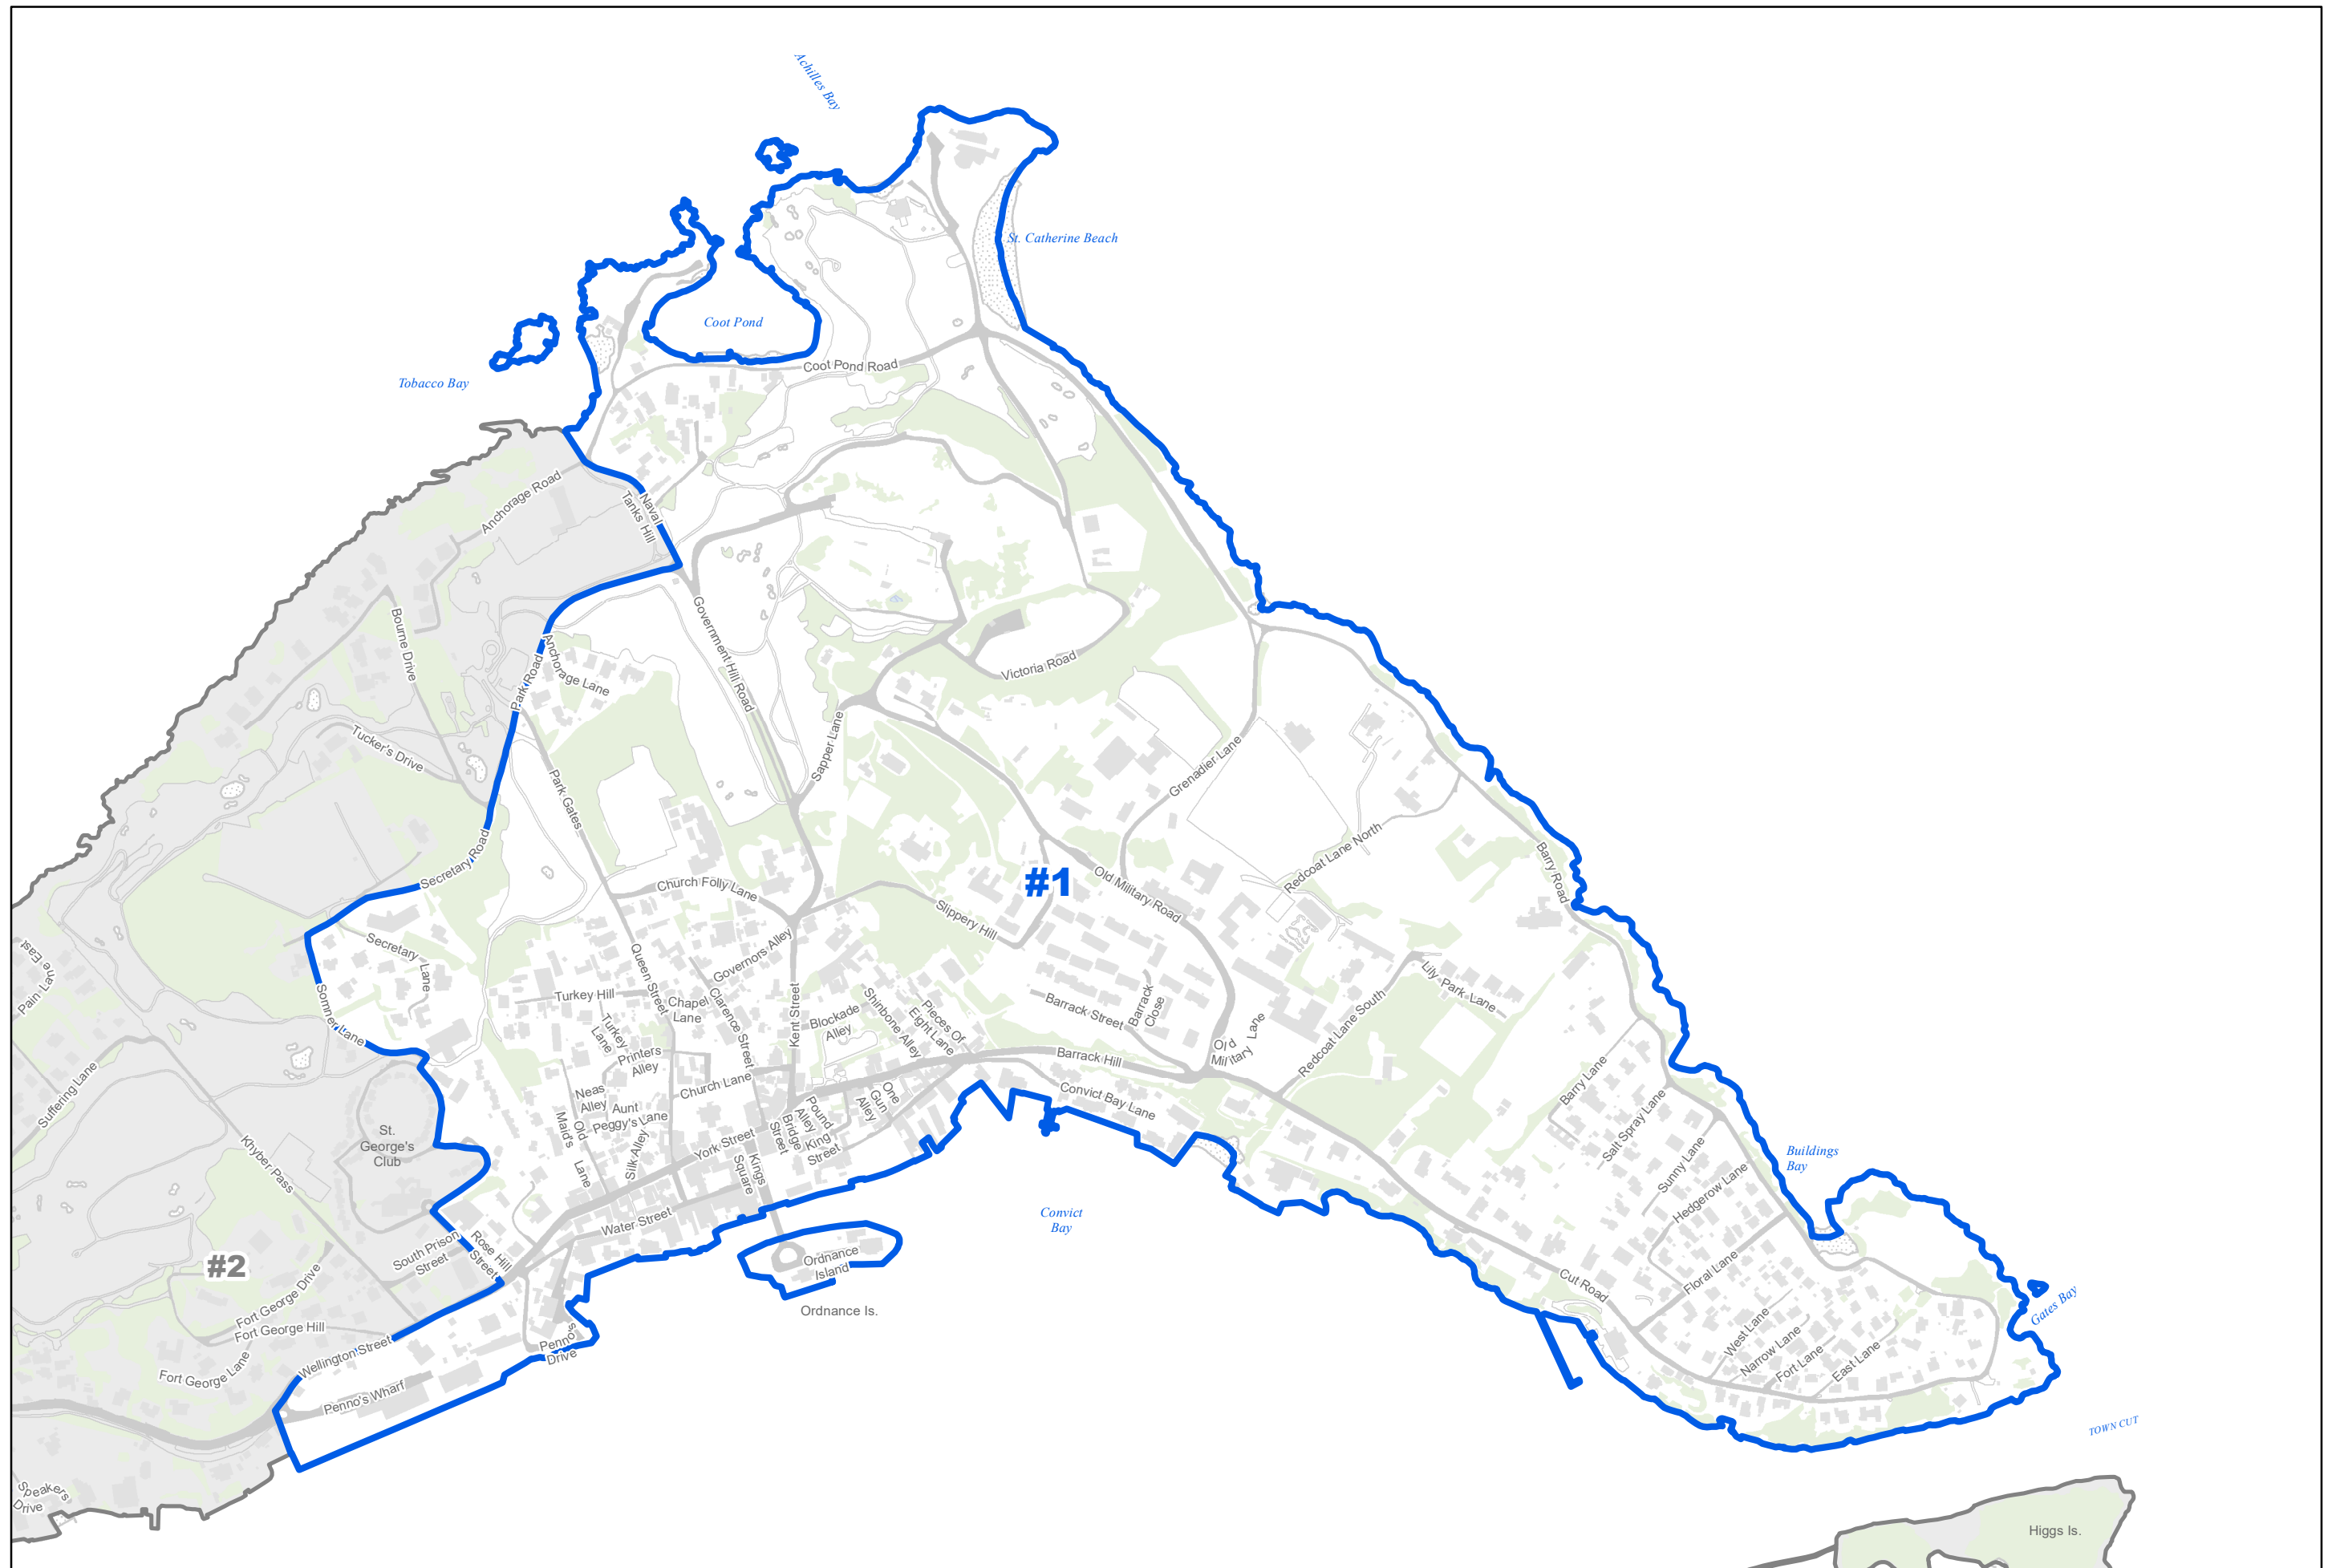 Achilles Bay
St. Catherine Beach
Coot Pond
Coot Pond Road
Tobacco Bay
Anchorage Road
Naval
Tanks Hill
Bourne Drive
Park Road
Anchorage Lane
Government Hill Road
Victoria Road
Tucker's Drive
Sapper Lane
Park Gates
Grenadier Lane
Secretary Road
Redcoat Lane North
Barry Road
Church Folly Lane
#1
Old Military Road
Slippery Hill
Secretary
Lane
Pain Lane East
Governors Alley
Queen Street
Turkey Hill
Chapel
Lane
Clarence Street
Kent Street
Blockade
Alley
Shinbone Alley
Pieces Of
Eight Lane
Barrack Street
Barrack
Close
Lily Park Lane
Redcoat Lane South
Sommer Lane
Turkey
Lane
Printers
Alley
Old
Military Lane
Barrack Hill
Suffering Lane
Neas
Alley
Church Lane
One
Gun
Alley
Convict Bay Lane
Barry Lane
Salt Spray Lane
St.
George's
Club
Khyber Pass
Old
Maid's
Lane
Aunt
Peggy's Lane
Silk Alley
York Street
Pound
Alley
Bridge
Street
King
Street
Kings
Square
Sunny Lane
Buildings
Bay
Hedgerow Lane
Water Street
Convict
Bay
#2
South Prison
Street
Rose Hill
Street
Ordnance
Island
Ordnance Is.
Floral Lane
Cut Road
Gates Bay
Fort George Drive
Fort George Hill
Wellington Street
Fort George Lane
Penno's
Drive
Penno's Wharf
West Lane
Narrow Lane
Fort Lane
East Lane
TOWN CUT
Speakers
Drive
Higgs Is.